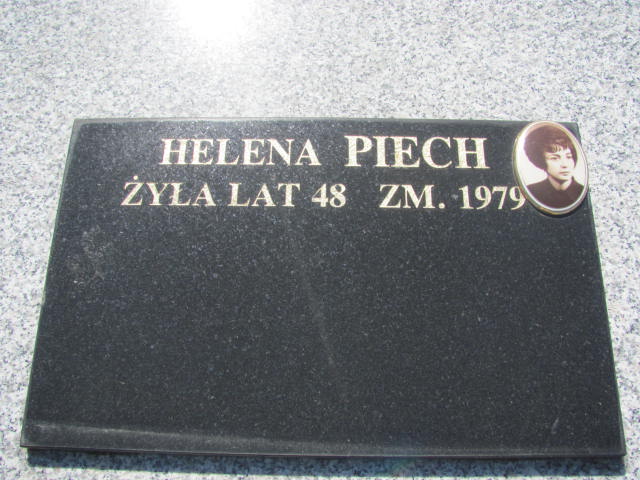 HELENA PIECH
ŻYŁA LAT 48 ZM. 1979